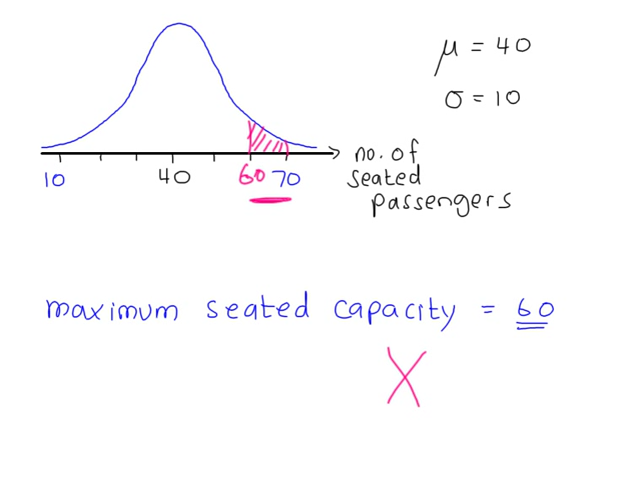 μ = 40
σ = 10
no. of
seated
passengers
10 40 60 70
maximum seated capacity = 60